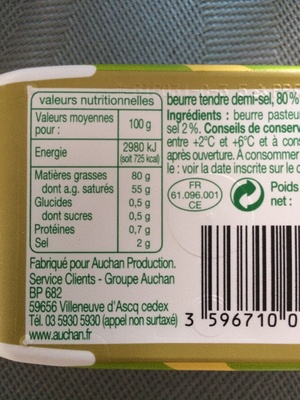 valeurs nutritionnelles
Valeurs moyennes pour : 100 g
Energie 2980 kJ
(soit 725 kcal)
Matières grasses 80 g
dont a.g. saturés 55 g
Glucides 0,5 g
dont sucres 0,5 g
Protéines 0,7 g
Sel 2 g
beurre tendre demi-sel, 80%
Ingrédients : beurre pasteu
sel 2%. Conseils de conser
entre +2°C et +6°C et à con
après ouverture. A consommer
le : voir la date inscrite sur le c
FR
61.096.001
CE
Poids
net :
Fabriqué pour Auchan Production.
Service Clients - Groupe Auchan
BP 682
59656 Villeneuve d'Ascq cedex
Tél. 03 5930 5930 (appel non surtaxé)
www.auchan.fr
3 596710 0